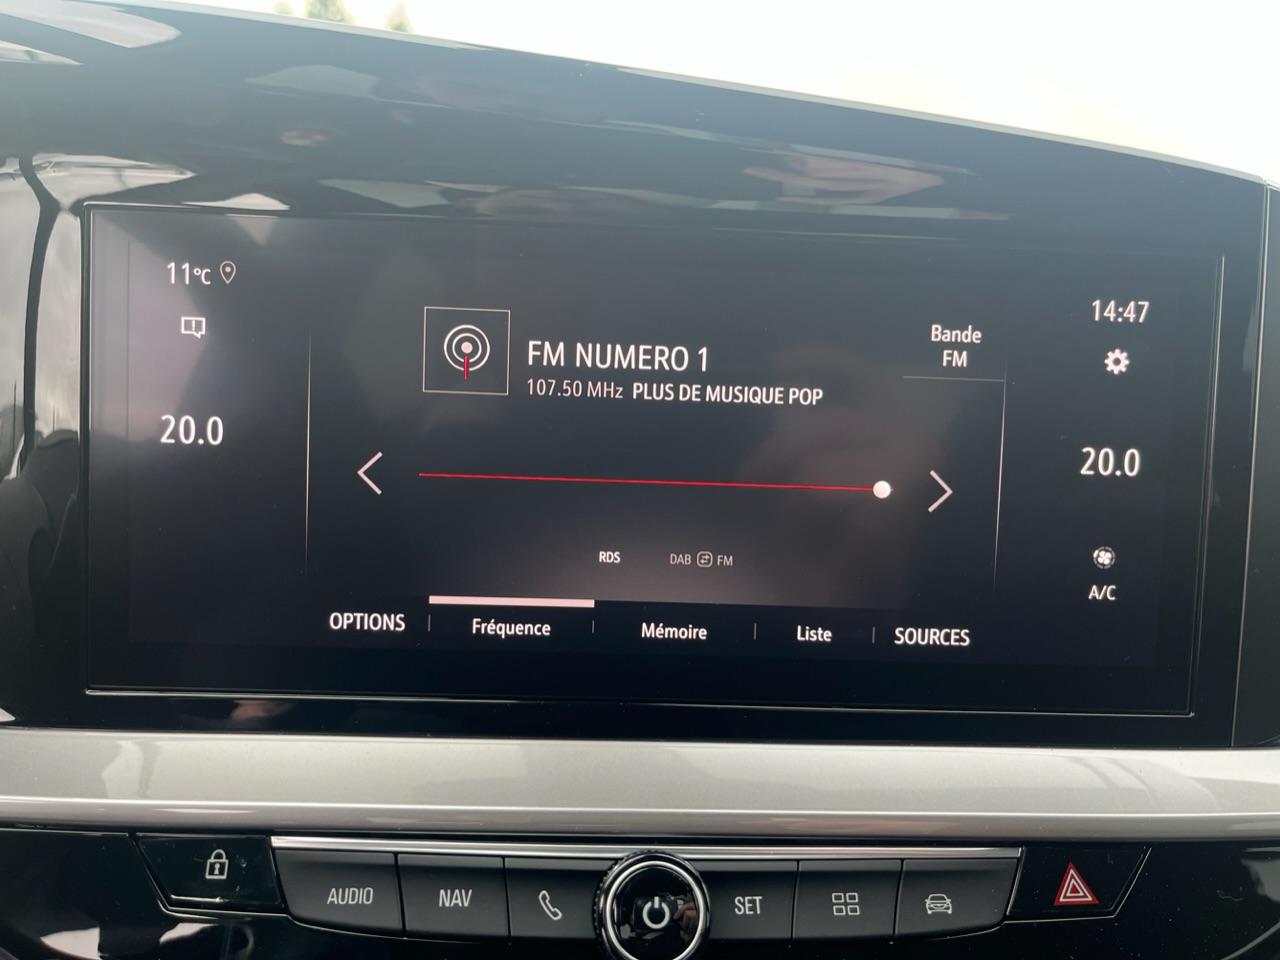 11°C
14:47
FM NUMERO 1
Bande
FM
107.50 MHz PLUS DE MUSIQUE POP
20.0
20.0
RDS
DAB FM
A/C
OPTIONS
Fréquence
Mémoire
Liste
SOURCES
AUDIO
NAV
SET